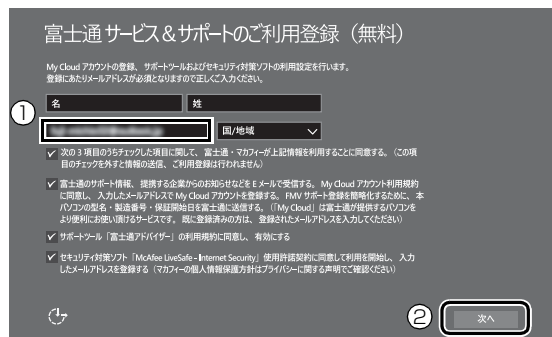 富士通サービス＆サポートのご利用登録（無料）
My Cloud アカウントの登録、サポートツールおよびセキュリティ対策ソフトの利用設定を行います。
登録にあたりメールアドレスが必須となりますので正しくご入力ください。
①
名
姓
国/地域
次の3項目のうちチェックした項目に関して、富士通・マカフィーが上記情報を利用することに同意する。（この項
目のチェックを外すと情報の送信、ご利用登録は行われません）
富士通のサポート情報、提携する企業からのお知らせなどをEメールで受信する。My Cloud アカウント利用規約
に同意し、入力したメールアドレスで My Cloud アカウントを登録する。FMV サポート登録を簡略化するために、本
パソコンの型名・製造番号・保証開始日を富士通に送信する。（「My Cloud」は富士通が提供するパソコンを
より便利にお使い頂けるサービスです。既に登録済みの方は、登録されたメールアドレスを入力してください）
サポートツール「富士通アドバイザー」の利用規約に同意し、有効にする
セキュリティ対策ソフト「McAfee LiveSafe - Internet Security」使用許諾契約に同意して利用を開始し、入力
したメールアドレスを登録する（マカフィーの個人情報保護方針はプライバシーに関する声明でご確認ください）
②
次へ